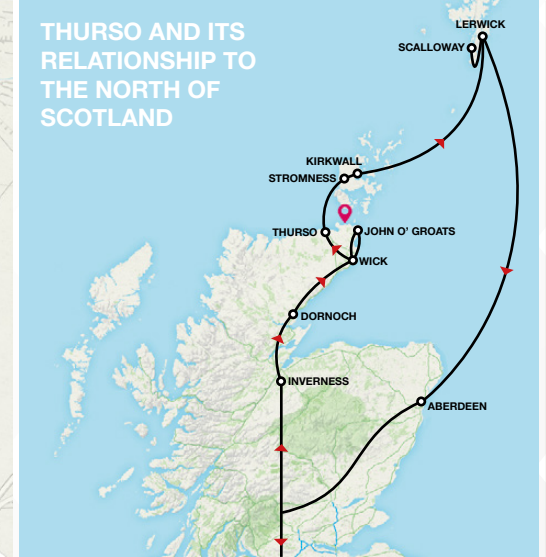 THURSO AND ITS
RELATIONSHIP TO
THE NORTH OF
SCOTLAND
LERWICK
SCALLOWAY
KIRKWALL
STROMNESS
THURSO
JOHN O' GROATS
WICK
DORNOCH
INVERNESS
ABERDEEN